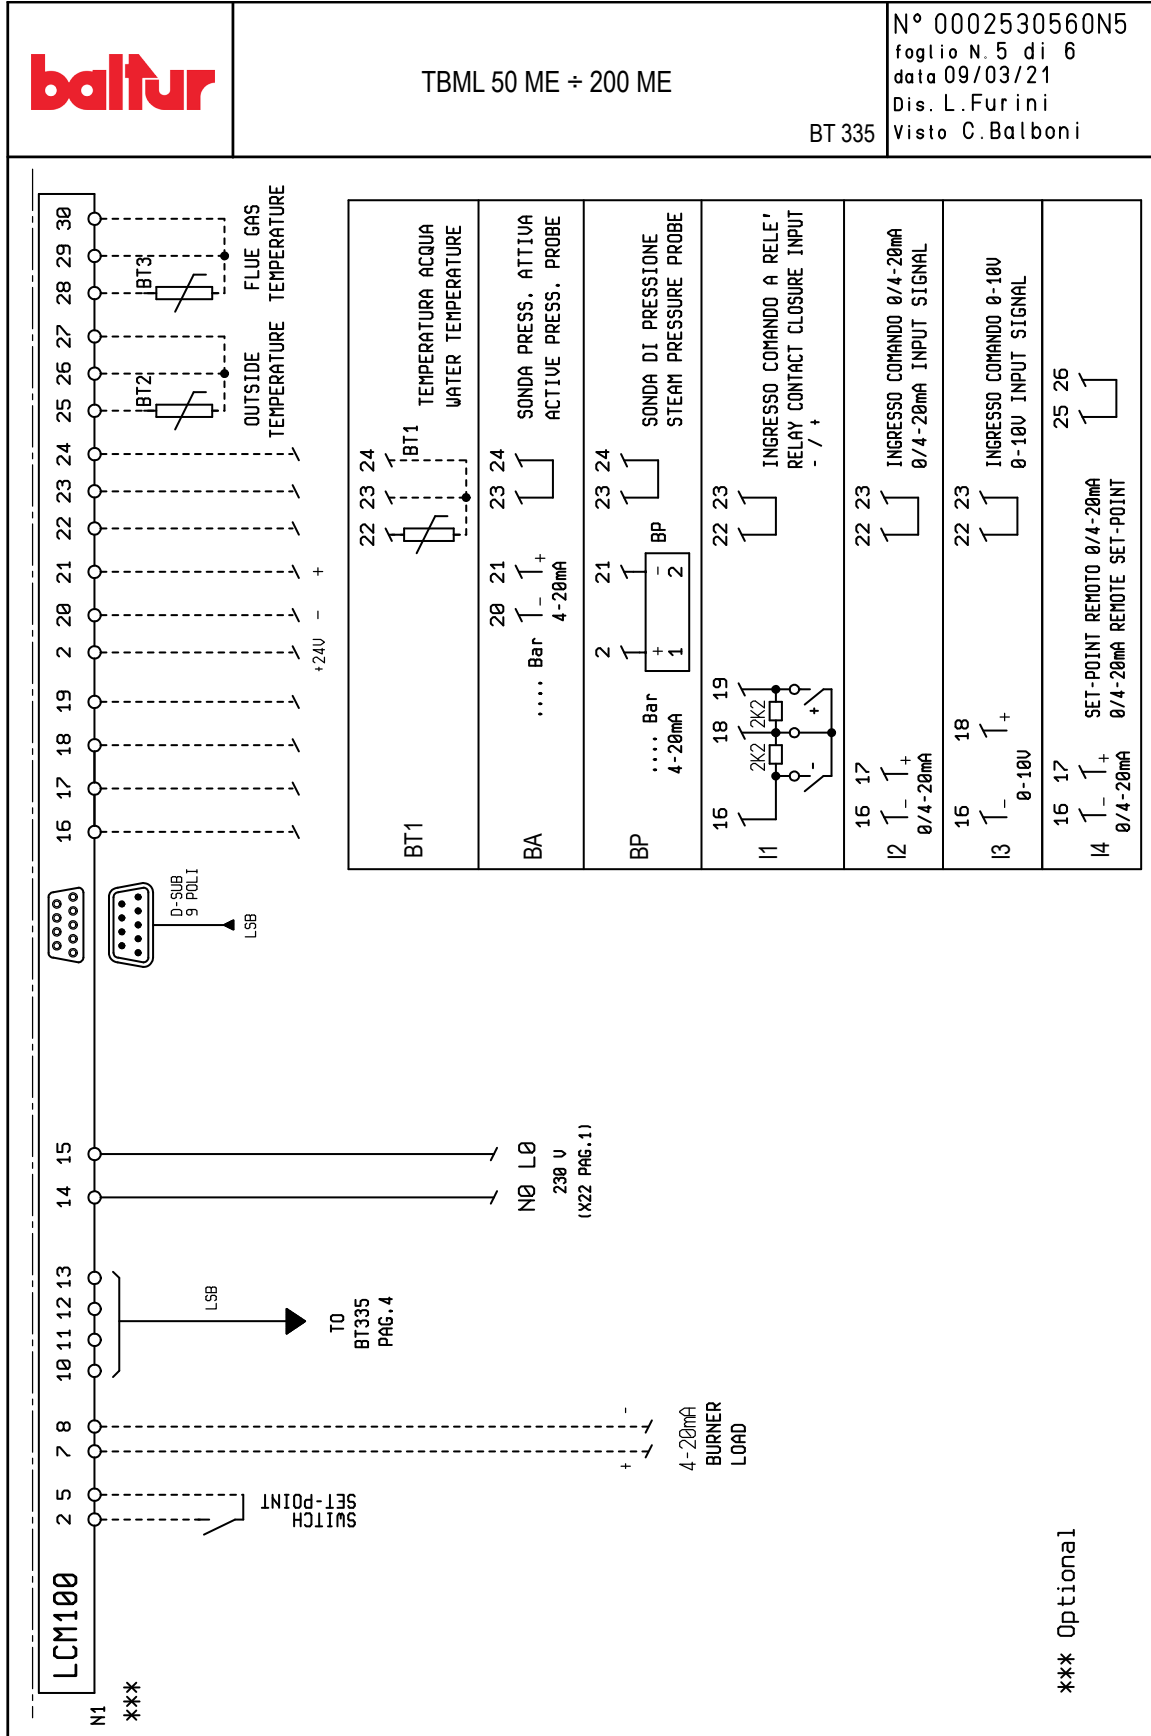 baltur
TBML 50 ME ÷ 200 ME
BT 335
N° 0002530560N5
foglio N. 5 di 6
data 09/03/21
Dis. L.Furini
Visto C.Balboni
LCM100
N1
***
2 5 7 8 10 11 12 13 14 15 16 17 18 19 2 20 21 22 23 24 25 26 27 28 29 30
SWITCH
SET-POINT
+ -
4-20mA
BURNER
LOAD
LSB
TO
BT335
PAG.4
N0 L0
230 V
(X22 PAG.1)
D-SUB
9 POLI
LSB
+24V - +
BT2
OUTSIDE
TEMPERATURE
BT3
FLUE GAS
TEMPERATURE
BT1
22 23 24
BT1
TEMPERATURA ACQUA
WATER TEMPERATURE
BA
.... Bar
20 21
- +
4-20mA
23 24
SONDA PRESS. ATTIVA
ACTIVE PRESS. PROBE
BP
.... Bar
4-20mA
2 21
+ -
1 2
BP
23 24
SONDA DI PRESSIONE
STEAM PRESSURE PROBE
I1
16 18 19
2K2 2K2
- +
22 23
INGRESSO COMANDO A RELE'
RELAY CONTACT CLOSURE INPUT
- / +
I2
16 17
- +
0/4-20mA
22 23
INGRESSO COMANDO 0/4-20mA
0/4-20mA INPUT SIGNAL
I3
16 18
- +
0-10V
22 23
INGRESSO COMANDO 0-10V
0-10V INPUT SIGNAL
I4
16 17
- +
0/4-20mA
SET-POINT REMOTO 0/4-20mA
0/4-20mA REMOTE SET-POINT
25 26
*** Optional